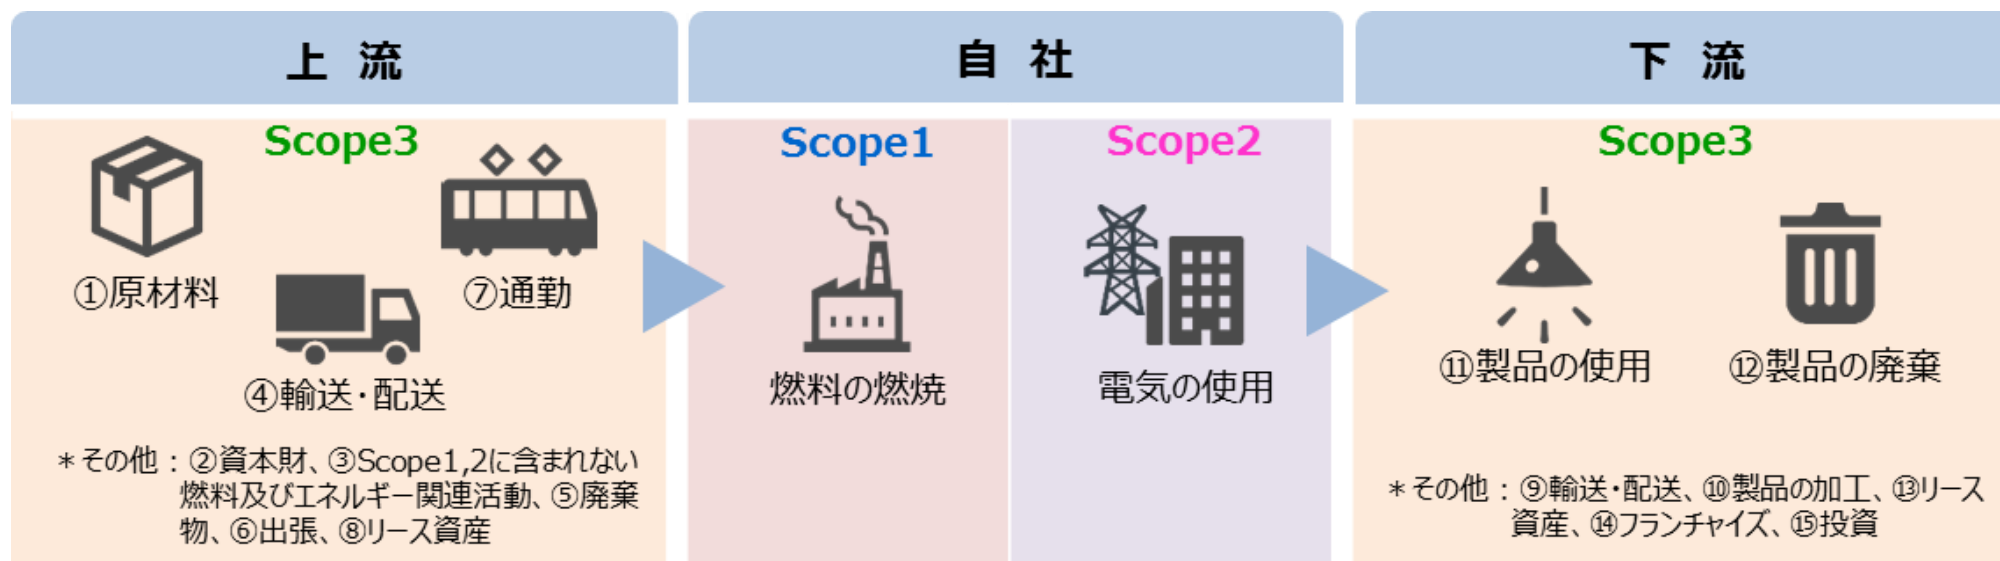 上 流
Scope3
①原材料
⑦通勤
④輸送・配送
＊その他：②資本財、③Scope1,2に含まれない
燃料及びエネルギー関連活動、⑤廃棄
物、⑥出張、⑧リース資産
自 社
Scope1
燃料の燃焼
Scope2
電気の使用
下 流
Scope3
⑪製品の使用
⑫製品の廃棄
＊その他：⑨輸送・配送、⑩製品の加工、⑬リース
資産、⑭フランチャイズ、⑮投資